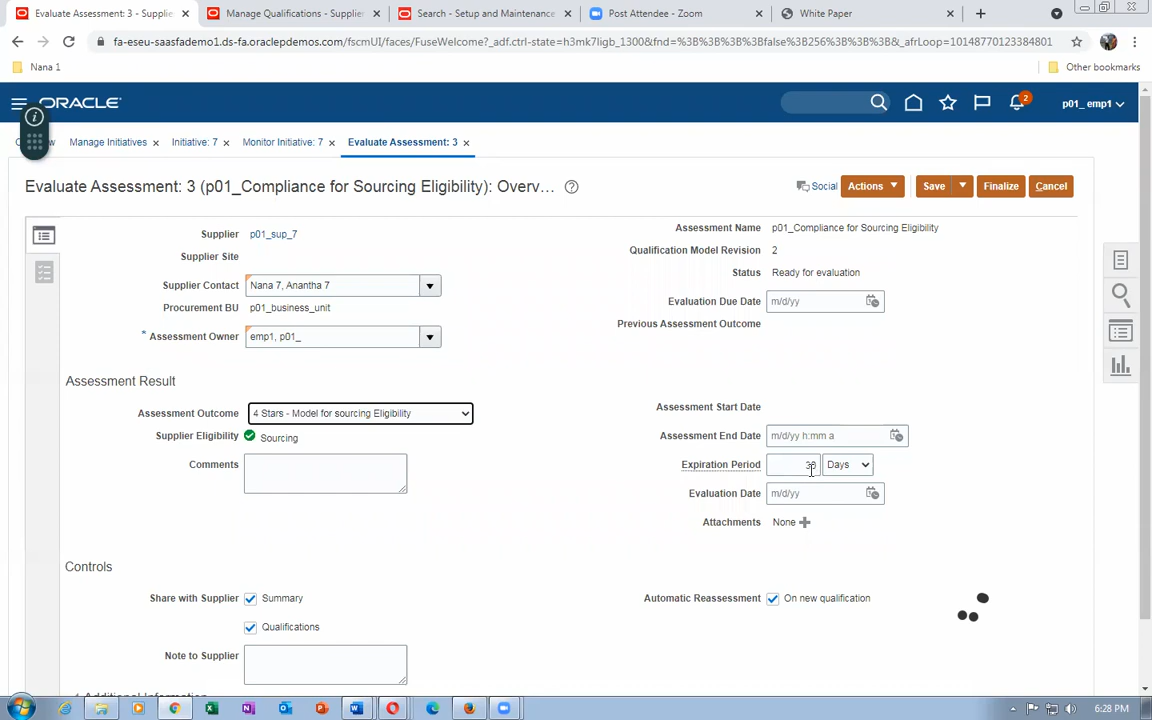 Evaluate Assessment: 3 - Supplie
Manage Qualifications - Supplier
Search - Setup and Maintenance
Post Attendee - Zoom
White Paper
fa-eseu-saasfademo1.ds-fa.oraclepdemos.com/fscmUI/faces/FuseWelcome?_adf.ctrl-state=h3mk7ligb_1300&fnd=%3B%3B%3B%3Bfalse%3B256%3B%3B%3B&_afrLoop=10148770123384801
Nana 1
Other bookmarks
ORACLE
2
p01_ emp1
Manage Initiatives
Initiative: 7
Monitor Initiative: 7
Evaluate Assessment: 3
Evaluate Assessment: 3 (p01_Compliance for Sourcing Eligibility): Overv...
Social
Actions
Save
Finalize
Cancel
Supplier p01_sup_7
Supplier Site
Supplier Contact Nana 7, Anantha 7
Procurement BU p01_business_unit
* Assessment Owner emp1, p01_
Assessment Name p01_Compliance for Sourcing Eligibility
Qualification Model Revision 2
Status Ready for evaluation
Evaluation Due Date m/d/yy
Previous Assessment Outcome
Assessment Result
Assessment Outcome 4 Stars - Model for sourcing Eligibility
Supplier Eligibility Sourcing
Comments
Assessment Start Date
Assessment End Date m/d/yy h:mm a
Expiration Period 30 Days
Evaluation Date m/d/yy
Attachments None
Controls
Share with Supplier Summary
Qualifications
Note to Supplier
Automatic Reassessment On new qualification
Additional Information
6:28 PM